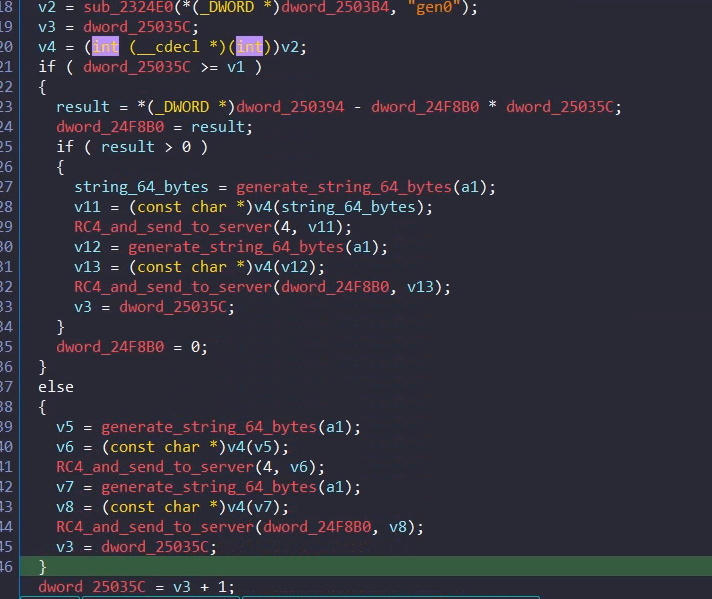 18 v2 = sub_2324E0(*(_DWORD *)dword_2503B4, "gen0");
19 v3 = dword_25035C;
20 v4 = (int (__cdecl *)(int))v2;
21 if ( dword_25035C >= v1 )
22 {
23 result = *(_DWORD *)dword_250394 - dword_24F8B0 * dword_25035C;
24 dword_24F8B0 = result;
25 if ( result > 0 )
26 {
27 string_64_bytes = generate_string_64_bytes(a1);
28 v11 = (const char *)v4(string_64_bytes);
29 RC4_and_send_to_server(4, v11);
30 v12 = generate_string_64_bytes(a1);
31 v13 = (const char *)v4(v12);
32 RC4_and_send_to_server(dword_24F8B0, v13);
33 v3 = dword_25035C;
34 }
35 dword_24F8B0 = 0;
36 }
37 else
38 {
39 v5 = generate_string_64_bytes(a1);
40 v6 = (const char *)v4(v5);
41 RC4_and_send_to_server(4, v6);
42 v7 = generate_string_64_bytes(a1);
43 v8 = (const char *)v4(v7);
44 RC4_and_send_to_server(dword_24F8B0, v8);
45 v3 = dword_25035C;
46 }
dword_25035C = v3 + 1;